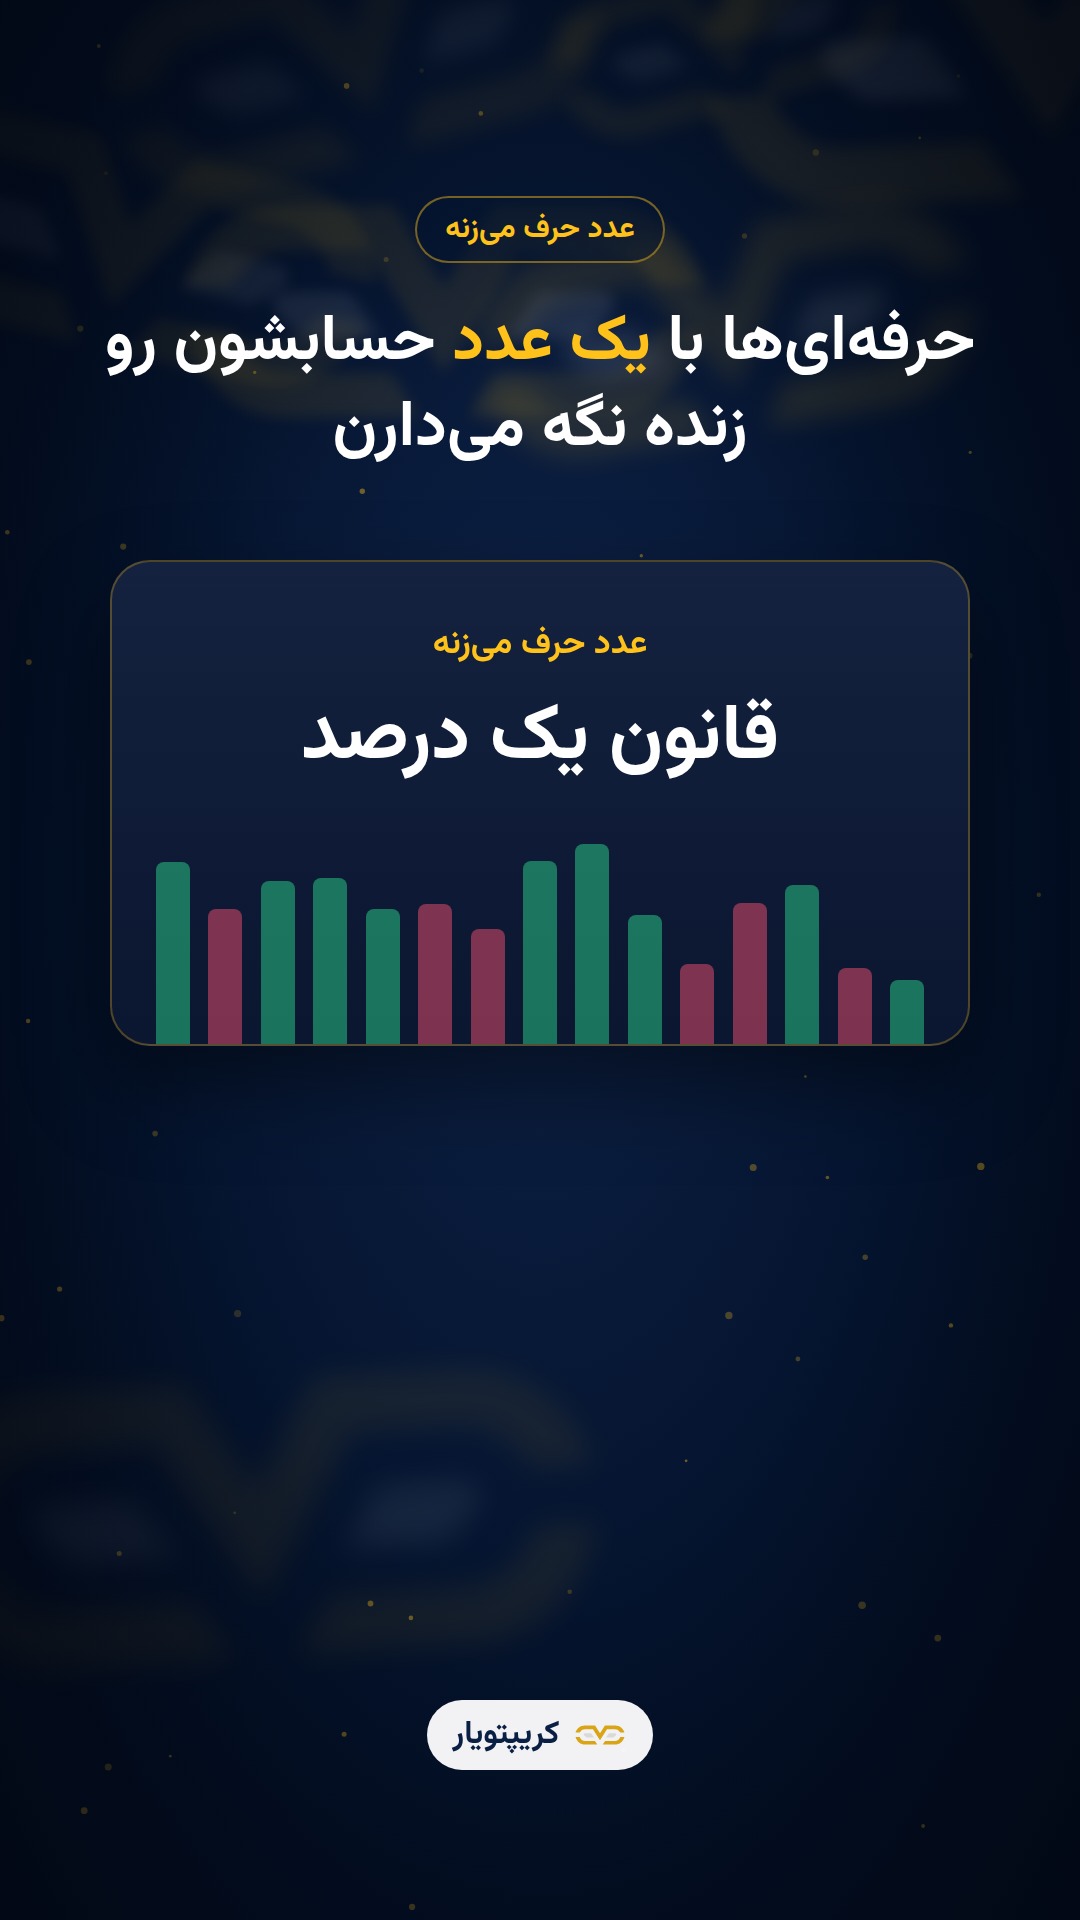 عدد حرف می‌زنه
حرفه‌ای‌ها با یک عدد حسابشون رو
زنده نگه می‌دارن
عدد حرف می‌زنه
قانون یک درصد
کریپتویار